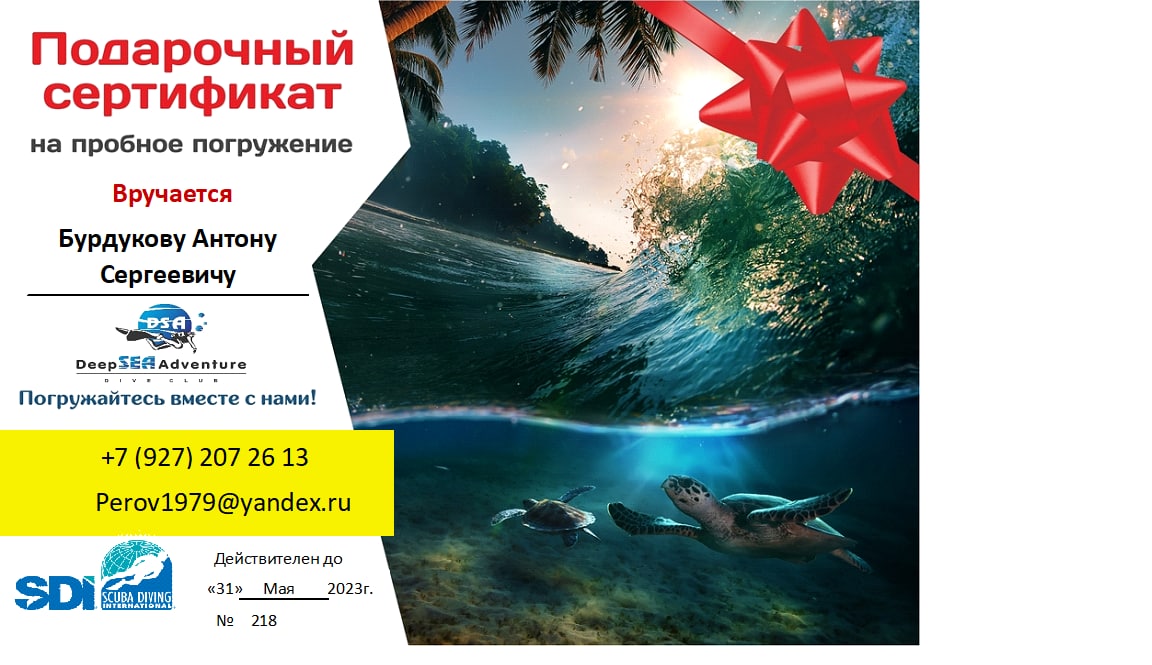 Подарочный
сертификат
на пробное погружение
Вручается
Бурдукову Антону
Сергеевичу
DSA
DeepSEAAdventure
DIVE CLUB
Погружайтесь вместе с нами!
+7 (927) 207 26 13
Perov1979@yandex.ru
SDI
SCUBA DIVING
INTERNATIONAL
Действителен до
«31» Мая 2023г.
№ 218